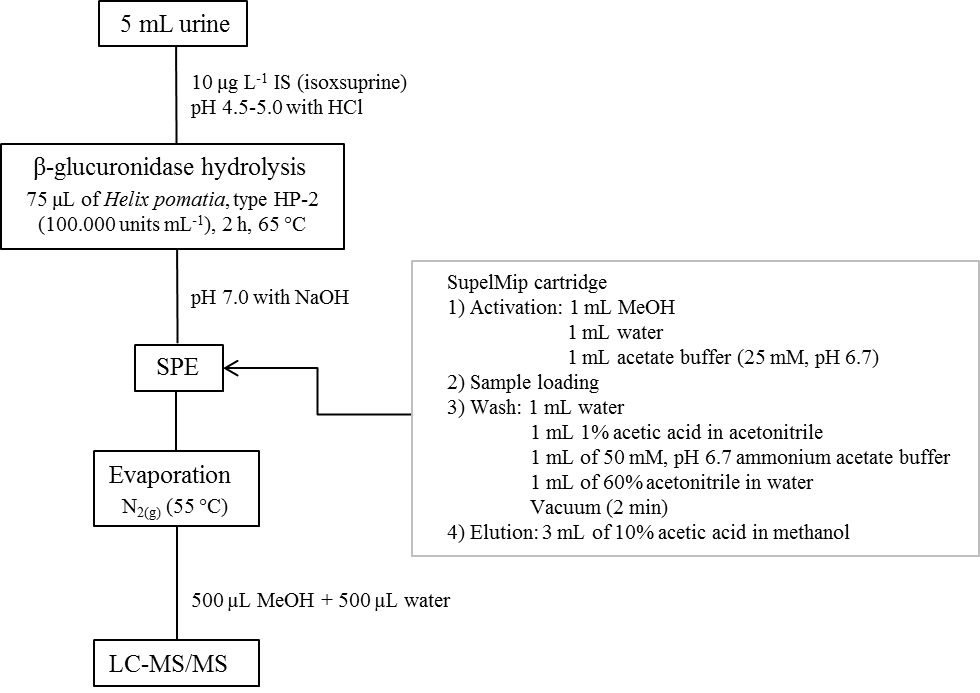 5 mL urine
10 µg L⁻¹ IS (isoxsuprine)
pH 4.5-5.0 with HCl
β-glucuronidase hydrolysis
75 µL of Helix pomatia, type HP-2
(100.000 units mL⁻¹), 2 h, 65 °C
pH 7.0 with NaOH
SPE
SupelMip cartridge
1) Activation: 1 mL MeOH
1 mL water
1 mL acetate buffer (25 mM, pH 6.7)
2) Sample loading
3) Wash: 1 mL water
1 mL 1% acetic acid in acetonitrile
1 mL of 50 mM, pH 6.7 ammonium acetate buffer
1 mL of 60% acetonitrile in water
Vacuum (2 min)
4) Elution: 3 mL of 10% acetic acid in methanol
Evaporation
N₂₍g₎ (55 °C)
500 µL MeOH + 500 µL water
LC-MS/MS